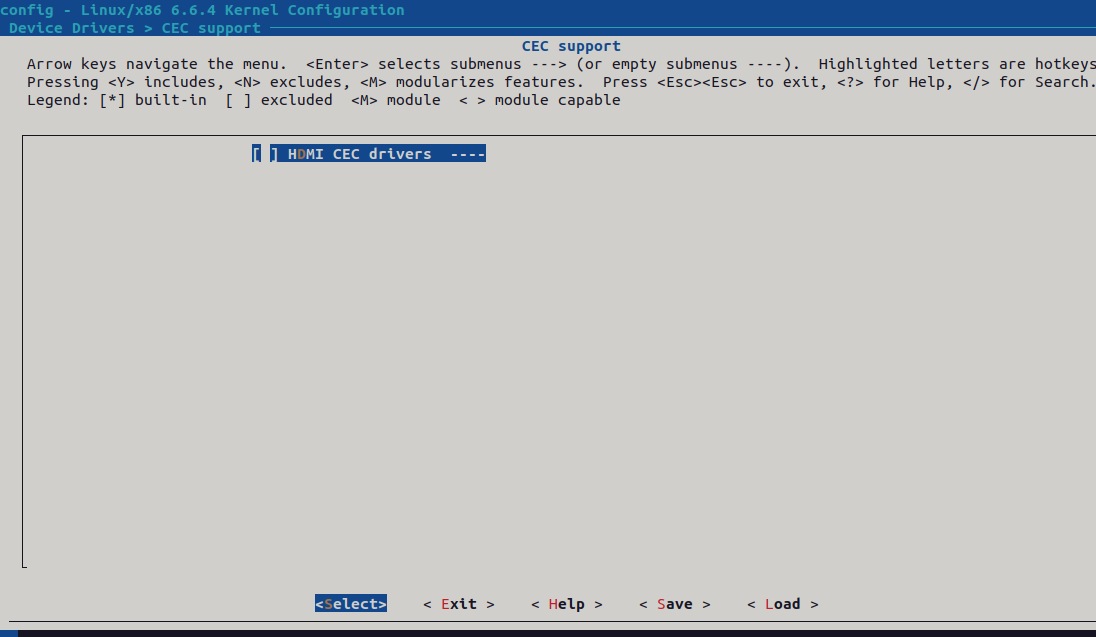 config - Linux/x86 6.6.4 Kernel Configuration
Device Drivers > CEC support
CEC support
Arrow keys navigate the menu.  <Enter> selects submenus ---> (or empty submenus ----).  Highlighted letters are hotkeys
Pressing <Y> includes, <N> excludes, <M> modularizes features.  Press <Esc><Esc> to exit, <?> for Help, </> for Search.
Legend: [*] built-in  [ ] excluded  <M> module  < > module capable
[ ] HDMI CEC drivers  ----
<Select>    < Exit >    < Help >    < Save >    < Load >